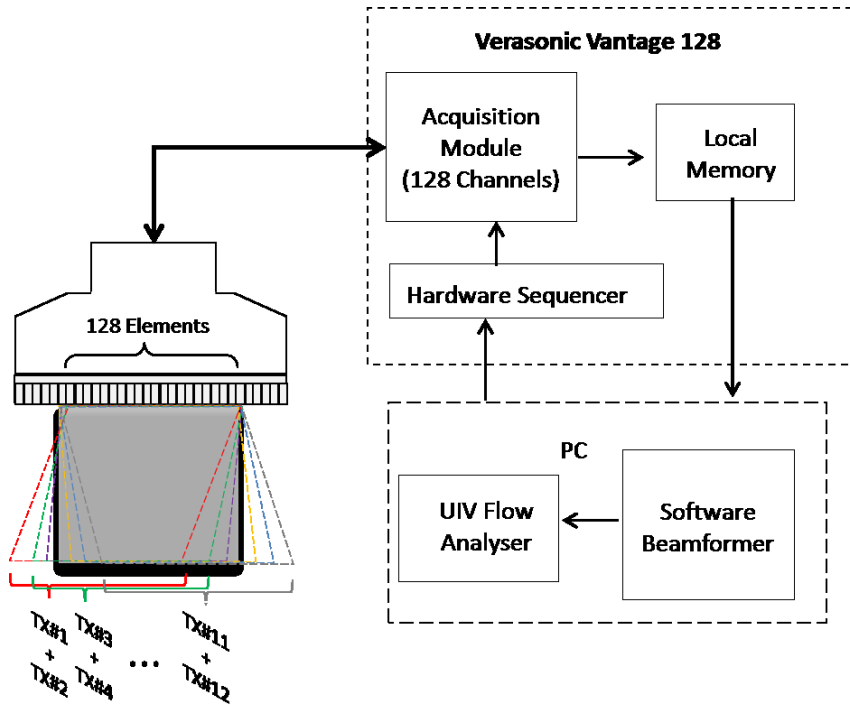 Verasonic Vantage 128
Acquisition
Module
(128 Channels)
Local
Memory
Hardware Sequencer
128 Elements
PC
UIV Flow
Analyser
Software
Beamformer
TX#1
+
TX#2
TX#3
+
TX#4
...
TX#11
+
TX#12